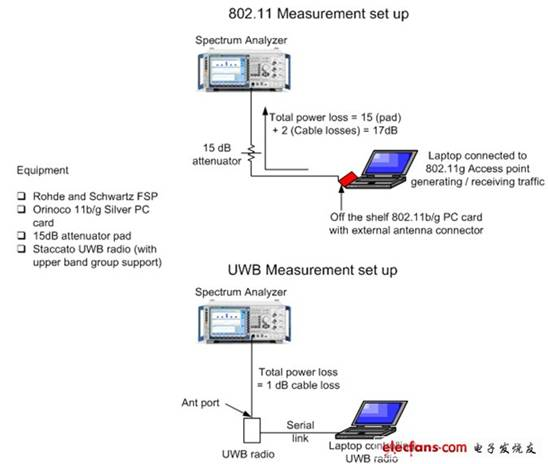 802.11 Measurement set up
Spectrum Analyzer
Total power loss = 15 (pad)
+ 2 (Cable losses) = 17dB
15 dB
attenuator
Laptop connected to
802.11g Access point
generating / receiving traffic
Off the shelf 802.11b/g PC card
with external antenna connector
Equipment
Rohde and Schwartz FSP
Orinoco 11b/g Silver PC
card
15dB attenuator pad
Staccato UWB radio (with
upper band group support)
UWB Measurement set up
Spectrum Analyzer
Total power loss
= 1 dB cable loss
Ant port
Serial
link
UWB radio
Laptop
UWB radio
elecfans.com 电子发烧友